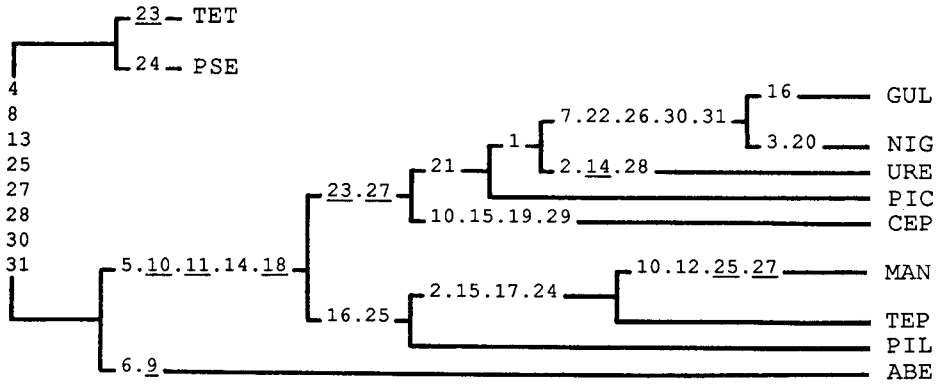 23 TET
24 PSE
4
8
13
25
27
28
30
31
16 GUL
7.22.26.30.31
3.20 NIG
1
2.14.28 URE
21
PIC
23.27
10.15.19.29 CEP
5.10.11.14.18
10.12.25.27 MAN
2.15.17.24
TEP
16.25
PIL
6.9 ABE